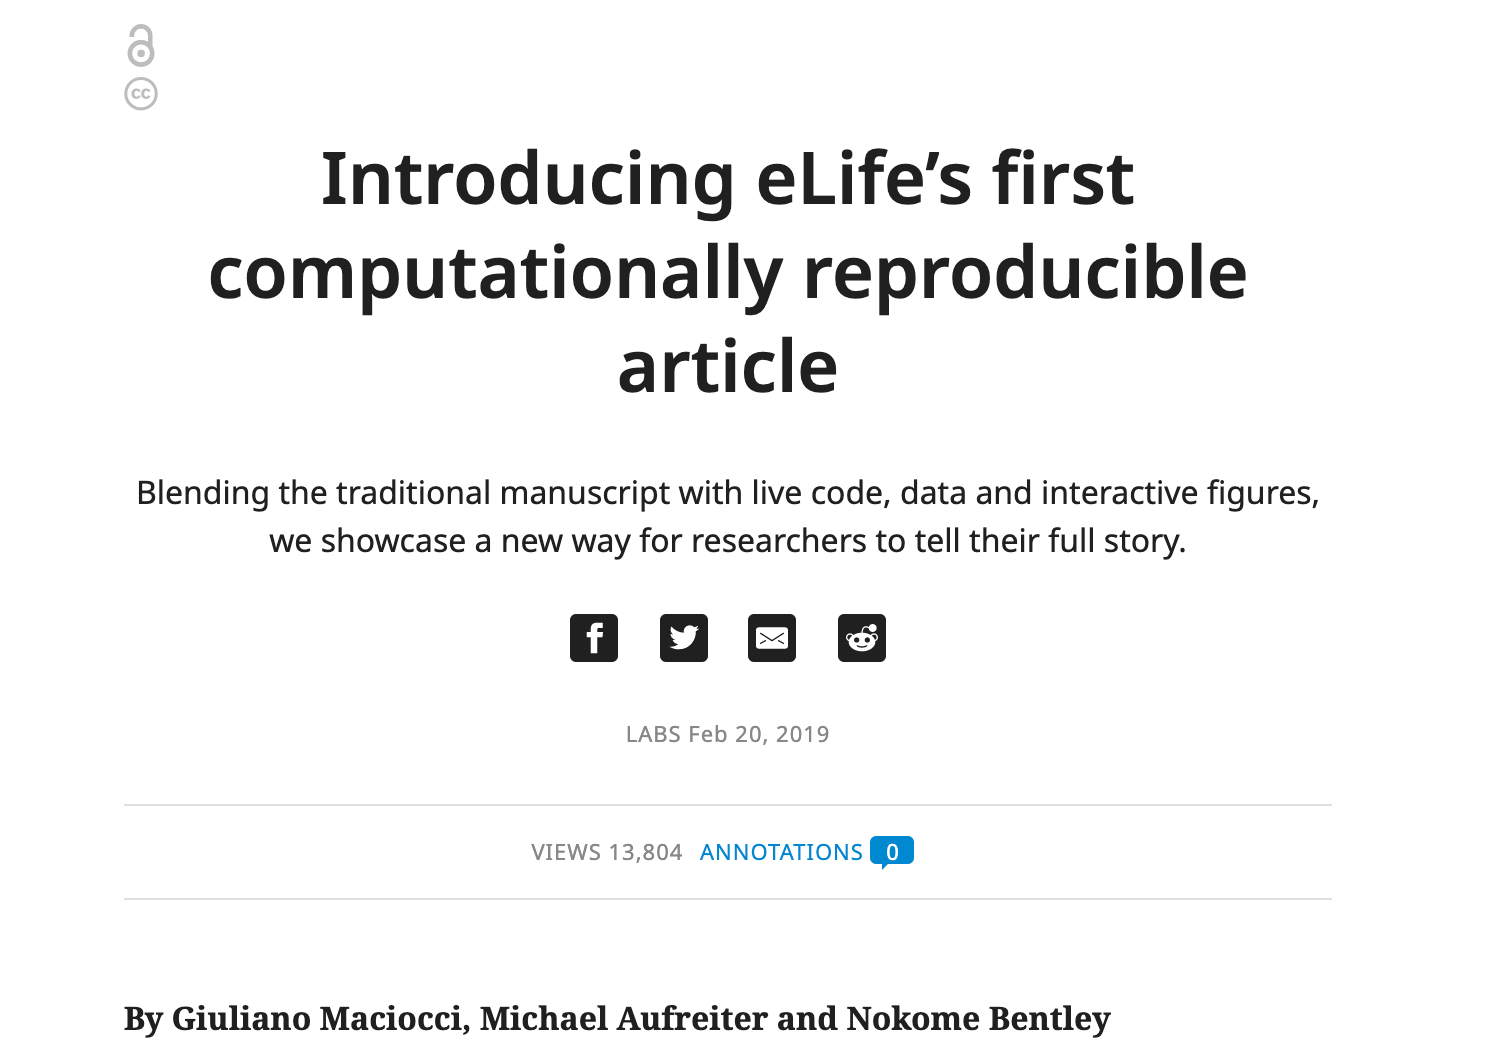 cc
Introducing eLife’s first
computationally reproducible
article
Blending the traditional manuscript with live code, data and interactive figures,
we showcase a new way for researchers to tell their full story.
LABS Feb 20, 2019
VIEWS 13,804 ANNOTATIONS 0
By Giuliano Maciocci, Michael Aufreiter and Nokome Bentley